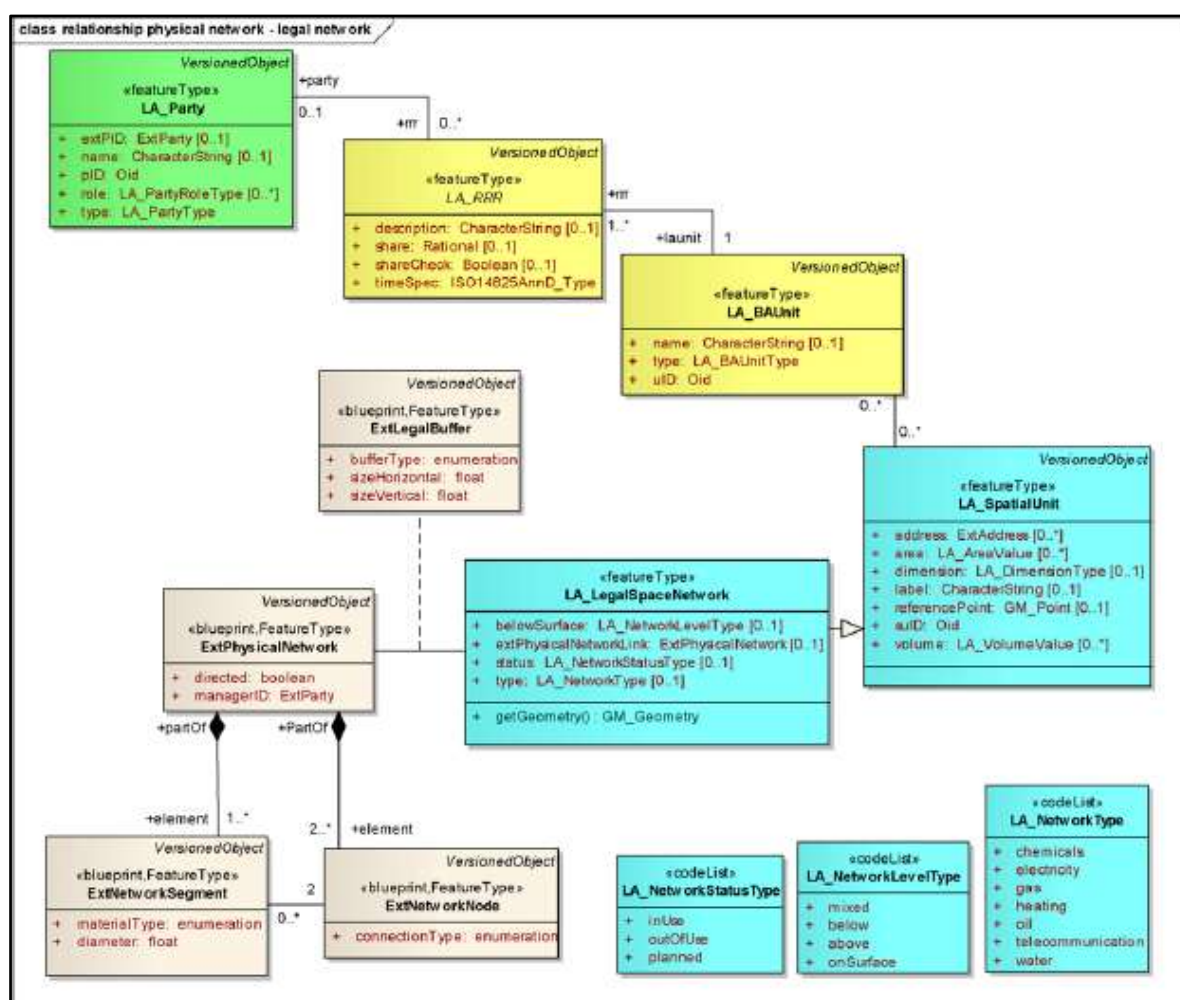 class relationship physical network - legal network
VersionedObject
«featureType»
LA_Party
+ extPID: ExtParty [0..1]
+ name: CharacterString [0..1]
+ pID: Oid
+ role: LA_PartyRoleType [0..*]
+ type: LA_PartyType
+party
0..1
+rrr
0..*
VersionedObject
«featureType»
LA_RRR
+ description: CharacterString [0..1]
+ share: Rational [0..1]
+ shareCheck: Boolean [0..1]
+ timeSpec: ISO14825AnnD_Type
+rrr
1..*
+launit
1
VersionedObject
«featureType»
LA_BAUnit
+ name: CharacterString [0..1]
+ type: LA_BAUnitType
+ uID: Oid
0..*
0..*
VersionedObject
«blueprint,FeatureType»
ExtLegalBuffer
+ bufferType: enumeration
+ sizeHorizontal: float
+ sizeVertical: float
VersionedObject
«featureType»
LA_SpatialUnit
+ address: ExtAddress [0..*]
+ area: LA_AreaValue [0..*]
+ dimension: LA_DimensionType [0..1]
+ label: CharacterString [0..1]
+ referencePoint: GM_Point [0..1]
+ suID: Oid
+ volume: LA_VolumeValue [0..*]
«featureType»
LA_LegalSpaceNetwork
+ belowSurface: LA_NetworkLevelType [0..1]
+ extPhysicalNetworkLink: ExtPhysicalNetwork [0..1]
+ status: LA_NetworkStatusType [0..1]
+ type: LA_NetworkType [0..1]
+ getGeometry() : GM_Geometry
VersionedObject
«blueprint,FeatureType»
ExtPhysicalNetwork
+ directed: boolean
+ managerID: ExtParty
+partOf
+PartOf
+element
1..*
2..*
+element
VersionedObject
«blueprint,FeatureType»
ExtNetworkSegment
+ materialType: enumeration
+ diameter: float
2
0..*
VersionedObject
«blueprint,FeatureType»
ExtNetworkNode
+ connectionType: enumeration
«codeList»
LA_NetworkStatusType
+ inUse
+ outOfUse
+ planned
«codeList»
LA_NetworkLevelType
+ mixed
+ below
+ above
+ onSurface
«codeList»
LA_NetworkType
+ chemicals
+ electricity
+ gas
+ heating
+ oil
+ telecommunication
+ water